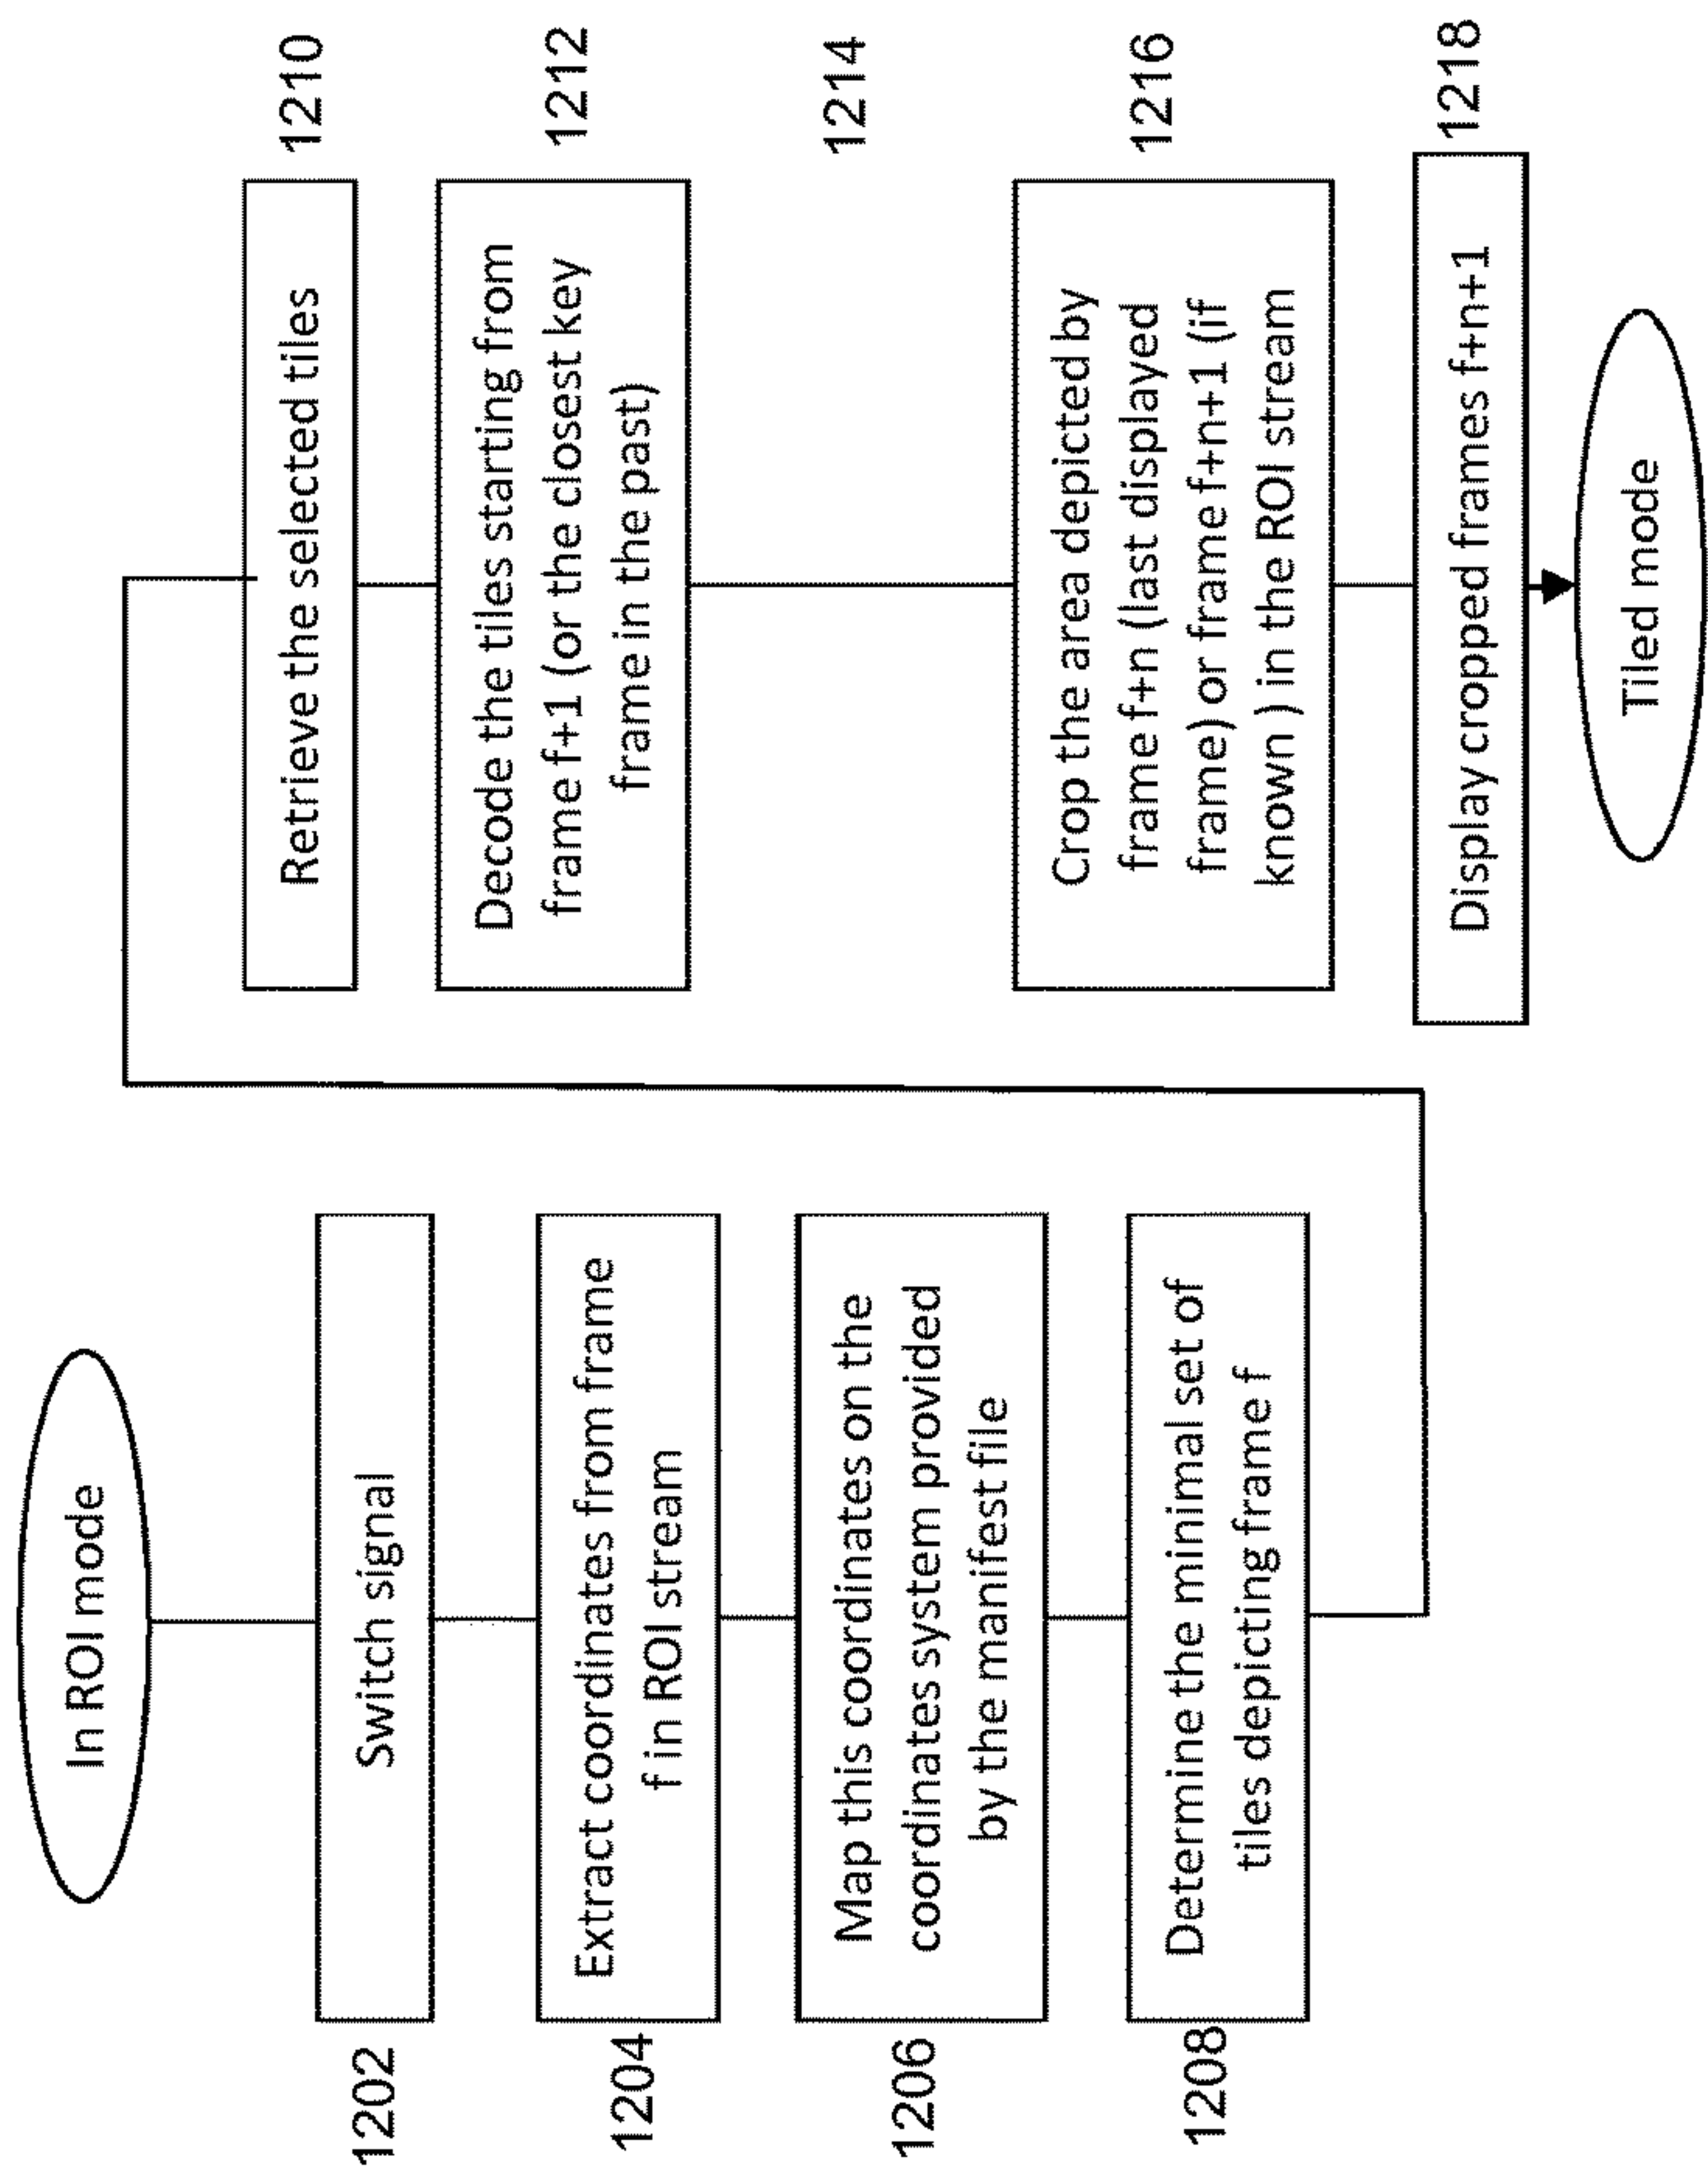 In ROI mode
1202
Switch signal
1204
Extract coordinates from frame
f in ROI stream
1206
Map this coordinates on the
coordinates system provided
by the manifest file
1208
Determine the minimal set of
tiles depicting frame f
Retrieve the selected tiles
1210
Decode the tiles starting from
frame f+1 (or the closest key
frame in the past)
1212
1214
Crop the area depicted by
frame f+n (last displayed
frame) or frame f+n+1 (if
known ) in the ROI stream
1216
Display cropped frames f+n+1
1218
Tiled mode